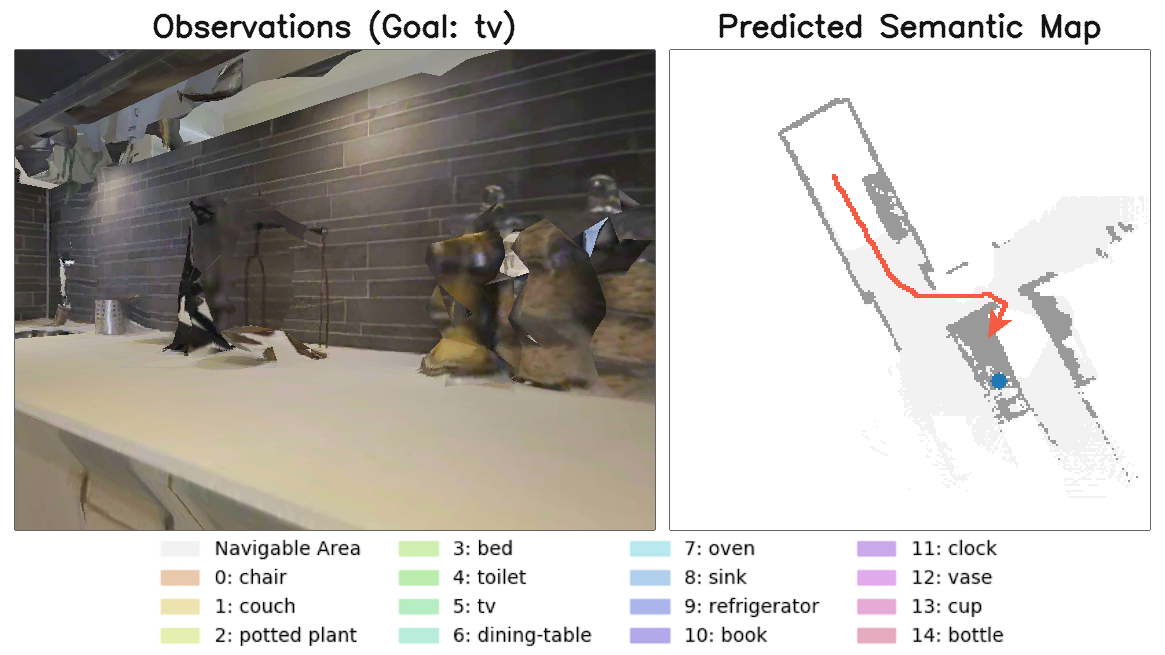 Observations (Goal: tv)
Predicted Semantic Map
Navigable Area
0: chair
1: couch
2: potted plant
3: bed
4: toilet
5: tv
6: dining-table
7: oven
8: sink
9: refrigerator
10: book
11: clock
12: vase
13: cup
14: bottle